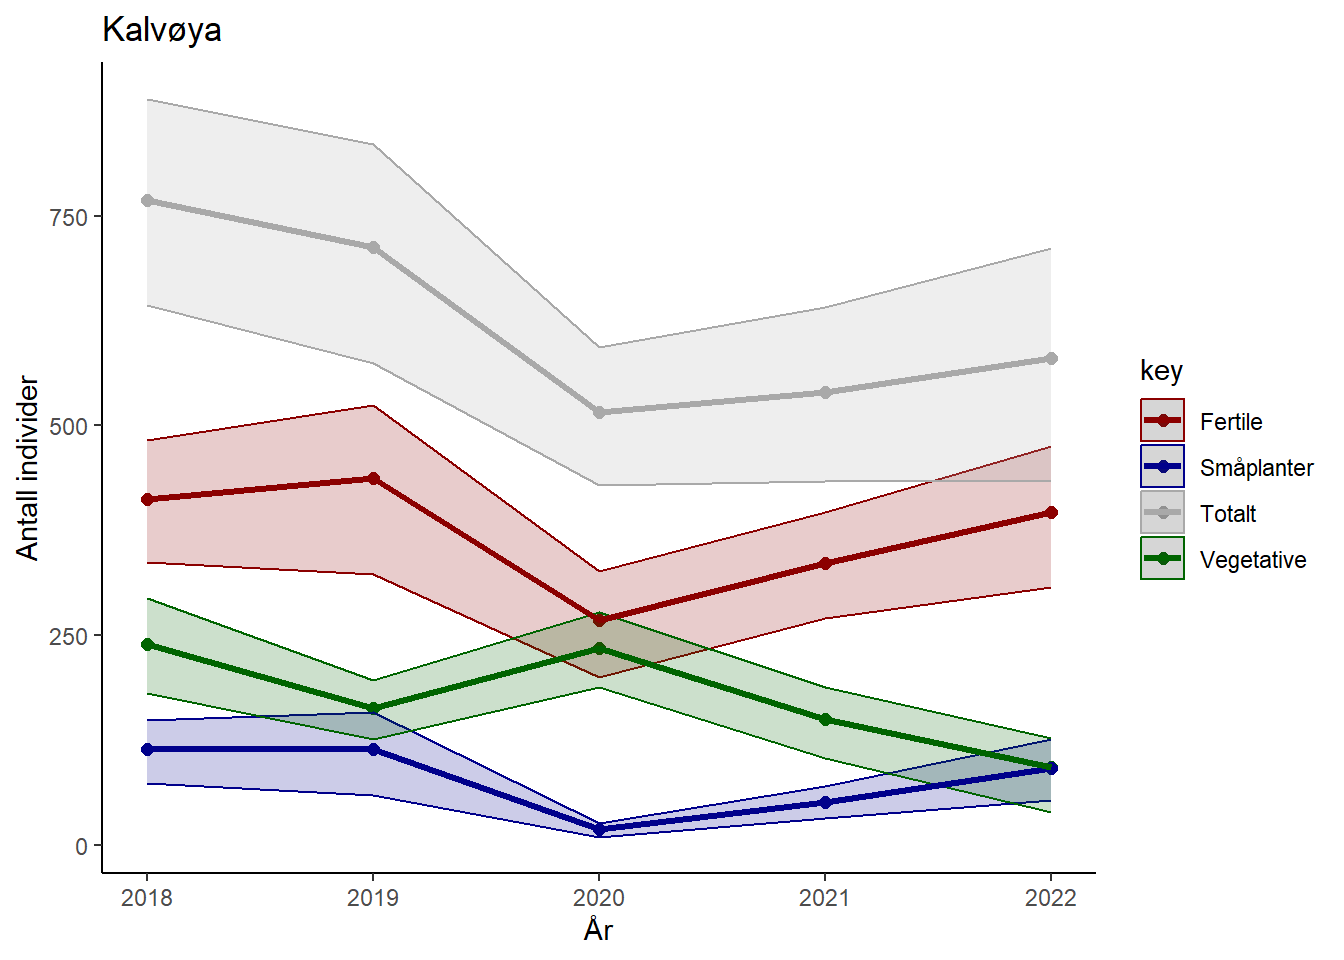 Kalvøya
Antall individer
750
500
250
0
2018 2019 2020 2021 2022
År
key
Fertile
Småplanter
Totalt
Vegetative